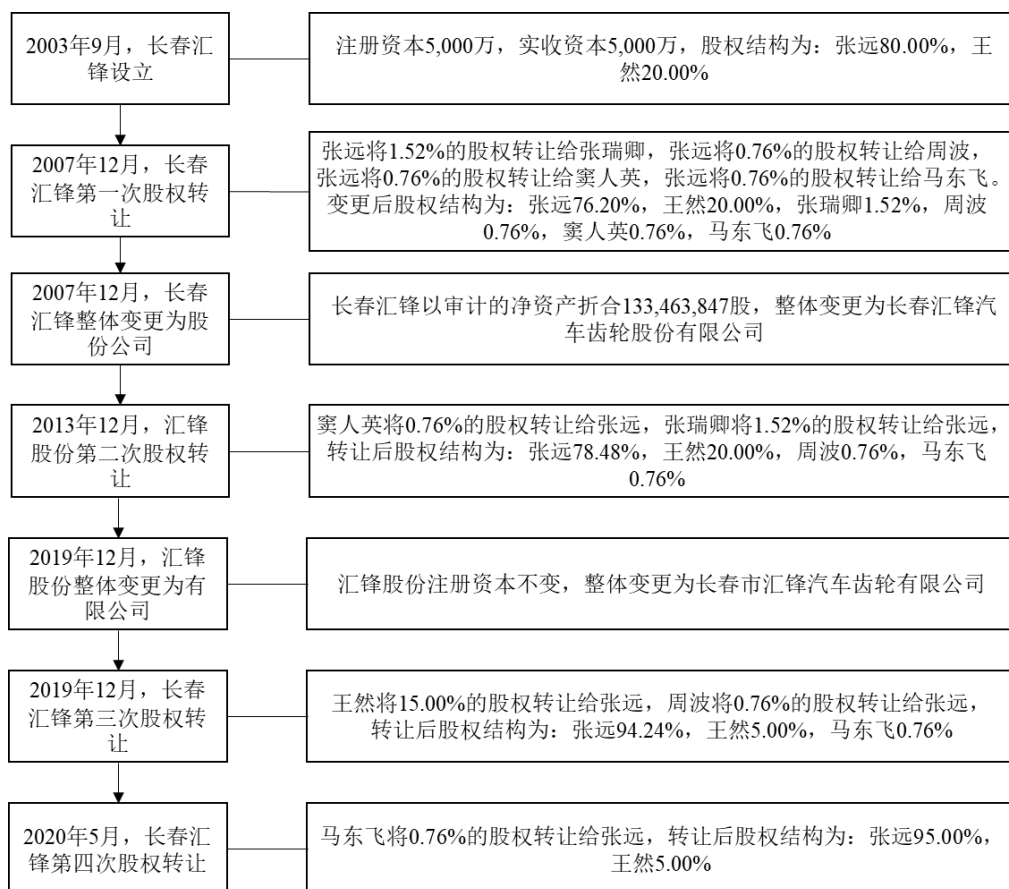 2003年9月，长春汇
锋设立
注册资本5,000万，实收资本5,000万，股权结构为：张远80.00%，王
然20.00%
2007年12月，长春
汇锋第一次股权转
让
张远将1.52%的股权转让给张瑞卿，张远将0.76%的股权转让给周波，
张远将0.76%的股权转让给窦人英，张远将0.76%的股权转让给马东飞。
变更后股权结构为：张远76.20%，王然20.00%，张瑞卿1.52%，周波
0.76%，窦人英0.76%，马东飞0.76%
2007年12月，长春
汇锋整体变更为股
份公司
长春汇锋以审计的净资产折合133,463,847股，整体变更为长春汇锋汽
车齿轮股份有限公司
2013年12月，汇锋
股份第二次股权转
让
窦人英将0.76%的股权转让给张远，张瑞卿将1.52%的股权转让给张远，
转让后股权结构为：张远78.48%，王然20.00%，周波0.76%，马东飞
0.76%
2019年12月，汇锋
股份整体变更为有
限公司
汇锋股份注册资本不变，整体变更为长春市汇锋汽车齿轮有限公司
2019年12月，长春
汇锋第三次股权转
让
王然将15.00%的股权转让给张远，周波将0.76%的股权转让给张远，
转让后股权结构为：张远94.24%，王然5.00%，马东飞0.76%
2020年5月，长春汇
锋第四次股权转让
马东飞将0.76%的股权转让给张远，转让后股权结构为：张远95.00%，
王然5.00%